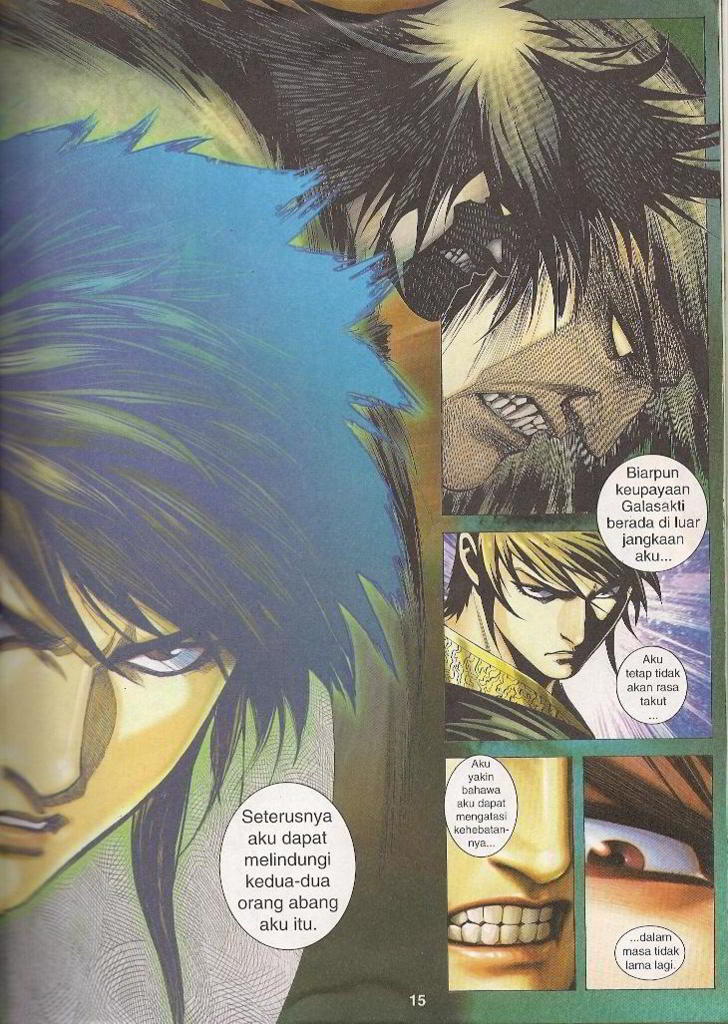 Biarpun
keupayaan
Galasakti
berada di luar
jangkaan
aku...
Aku
tetap tidak
akan rasa
takut
...
Aku
yakin
bahawa
aku dapat
mengatasi
kehebatan-
nya...
...dalam
masa tidak
lama lagi.
Seterusnya
aku dapat
melindungi
kedua-dua
orang abang
aku itu.
15